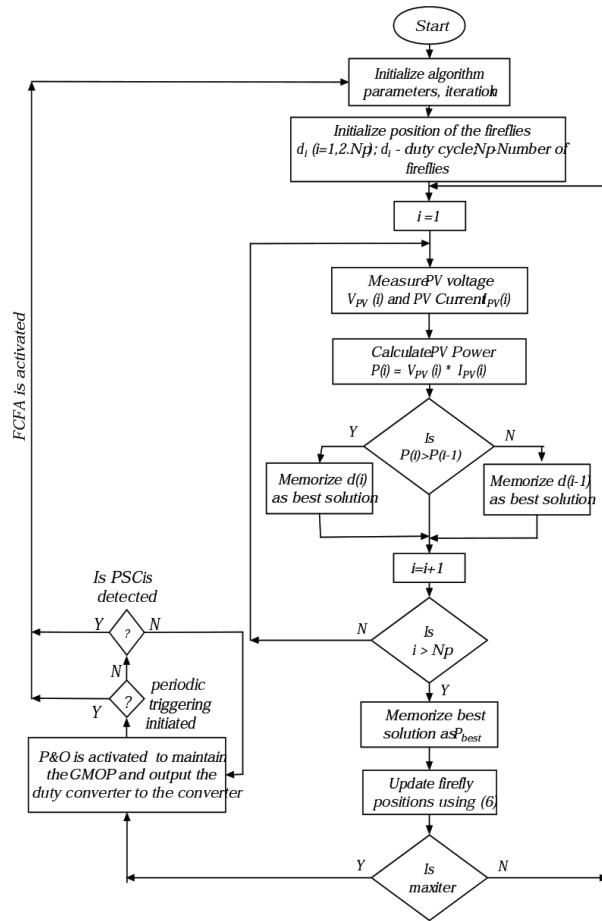 Start
Initialize algorithm
parameters, iteration
Initialize position of the fireflies
di (i=1,2.Np); di - duty cycle;Np-Number of
fireflies
i =1
Measure PV voltage
VPV (i) and PV Current IPV(i)
Calculate PV Power
P(i) = VPV (i) * IPV(i)
Is
P(i)>P(i-1)
Y
N
Memorize d(i)
as best solution
Memorize d(i-1)
as best solution
i=i+1
Is
i > Np
N
Y
Memorize best
solution as Pbest
Update firefly
positions using (6)
Is
maxiter
Y
N
FCFA is activated
Is PSC is
detected
Y
?
N
N
Y
?
periodic
triggering
initiated
P&O is activated to maintain
the GMOP and output the
duty converter to the converter